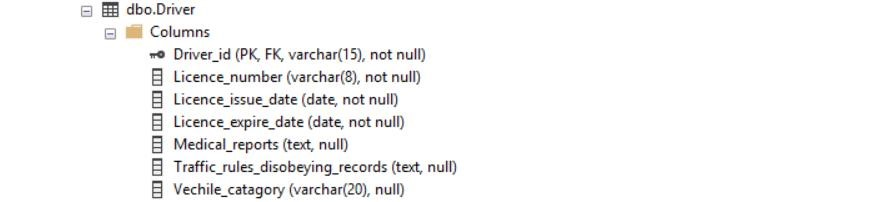 dbo.Driver
Columns
Driver_id (PK, FK, varchar(15), not null)
Licence_number (varchar(8), not null)
Licence_issue_date (date, not null)
Licence_expire_date (date, not null)
Medical_reports (text, null)
Traffic_rules_disobeying_records (text, null)
Vechile_catagory (varchar(20), null)